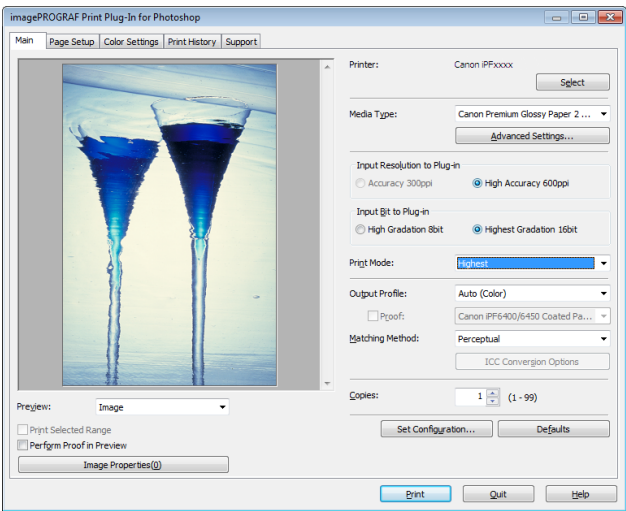 imagePROGRAF Print Plug-In for Photoshop
Main Page Setup Color Settings Print History Support
Printer: Canon iPFxxxx
Select
Media Type: Canon Premium Glossy Paper 2 ...
Advanced Settings...
Input Resolution to Plug-in
Accuracy 300ppi High Accuracy 600ppi
Input Bit to Plug-in
High Gradation 8bit Highest Gradation 16bit
Print Mode: Highest
Output Profile: Auto (Color)
Proof: Canon iPF6400/6450 Coated Pa...
Matching Method: Perceptual
ICC Conversion Options
Copies: 1 (1 - 99)
Preview: Image
Print Selected Range
Perform Proof in Preview
Image Properties(0)
Set Configuration... Defaults
Print Quit Help